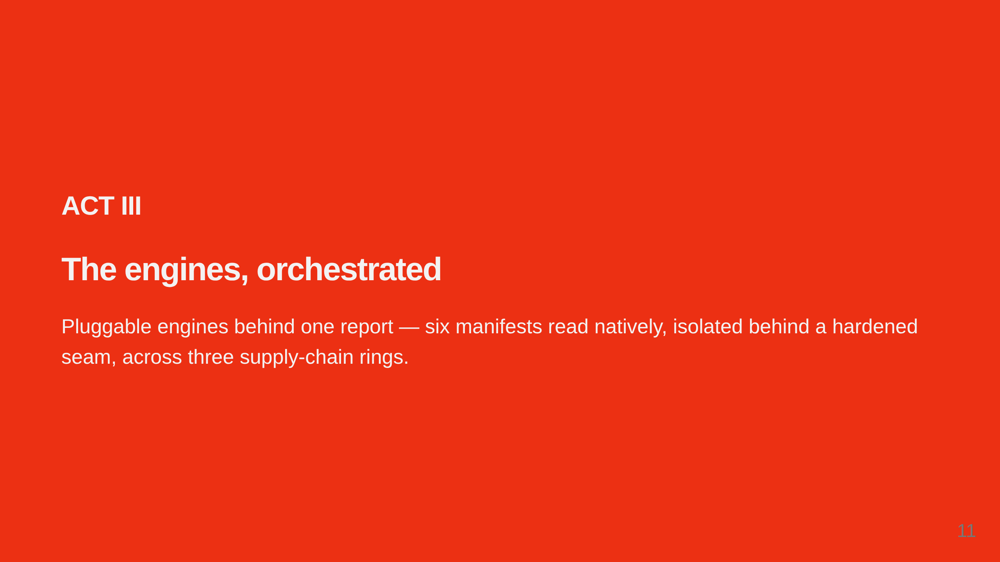 ACT III
The engines, orchestrated
Pluggable engines behind one report — six manifests read natively, isolated behind a hardened
seam, across three supply-chain rings.
11